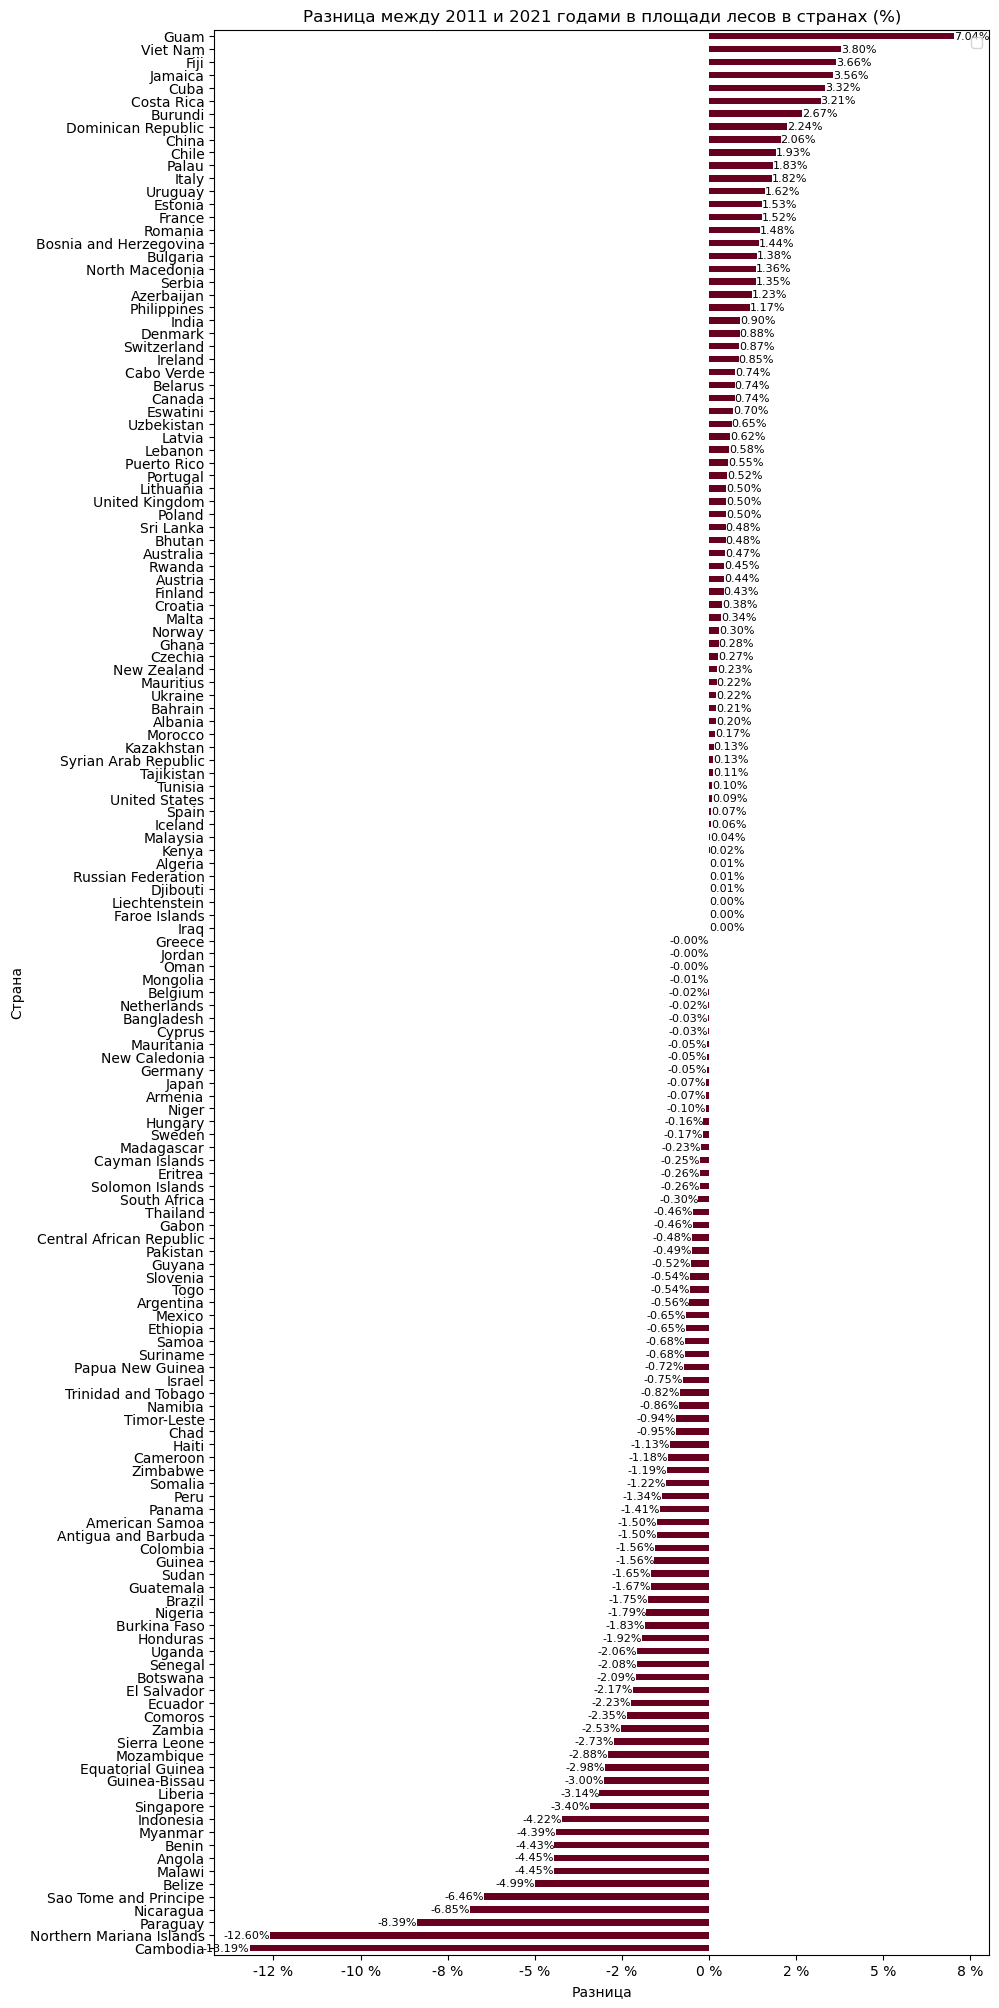 Разница между 2011 и 2021 годами в площади лесов в странах (%)
Guam 7.04%
Viet Nam 3.80%
Fiji 3.66%
Jamaica 3.56%
Cuba 3.32%
Costa Rica 3.21%
Burundi 2.67%
Dominican Republic 2.24%
China 2.06%
Chile 1.93%
Palau 1.83%
Italy 1.82%
Uruguay 1.62%
Estonia 1.53%
France 1.52%
Romania 1.48%
Bosnia and Herzegovina 1.44%
Bulgaria 1.38%
North Macedonia 1.36%
Serbia 1.35%
Azerbaijan 1.23%
Philippines 1.17%
India 0.90%
Denmark 0.88%
Switzerland 0.87%
Ireland 0.85%
Cabo Verde 0.74%
Belarus 0.74%
Canada 0.74%
Eswatini 0.70%
Uzbekistan 0.65%
Latvia 0.62%
Lebanon 0.58%
Puerto Rico 0.55%
Portugal 0.52%
Lithuania 0.50%
United Kingdom 0.50%
Poland 0.50%
Sri Lanka 0.48%
Bhutan 0.48%
Australia 0.47%
Rwanda 0.45%
Austria 0.44%
Finland 0.43%
Croatia 0.38%
Malta 0.34%
Norway 0.30%
Ghana 0.28%
Czechia 0.27%
New Zealand 0.23%
Mauritius 0.22%
Ukraine 0.22%
Bahrain 0.21%
Albania 0.20%
Morocco 0.17%
Kazakhstan 0.13%
Syrian Arab Republic 0.13%
Tajikistan 0.11%
Tunisia 0.10%
United States 0.09%
Spain 0.07%
Iceland 0.06%
Malaysia 0.04%
Kenya 0.02%
Algeria 0.01%
Russian Federation 0.01%
Djibouti 0.01%
Liechtenstein 0.00%
Faroe Islands 0.00%
Iraq 0.00%
Greece -0.00%
Jordan -0.00%
Oman -0.00%
Mongolia -0.01%
Belgium -0.02%
Netherlands -0.02%
Bangladesh -0.03%
Cyprus -0.03%
Mauritania -0.05%
New Caledonia -0.05%
Germany -0.05%
Japan -0.07%
Armenia -0.07%
Niger -0.10%
Hungary -0.16%
Sweden -0.17%
Madagascar -0.23%
Cayman Islands -0.25%
Eritrea -0.26%
Solomon Islands -0.26%
South Africa -0.30%
Thailand -0.46%
Gabon -0.46%
Central African Republic -0.48%
Pakistan -0.49%
Guyana -0.52%
Slovenia -0.54%
Togo -0.54%
Argentina -0.56%
Mexico -0.65%
Ethiopia -0.65%
Samoa -0.68%
Suriname -0.68%
Papua New Guinea -0.72%
Israel -0.75%
Trinidad and Tobago -0.82%
Namibia -0.86%
Timor-Leste -0.94%
Chad -0.95%
Haiti -1.13%
Cameroon -1.18%
Zimbabwe -1.19%
Somalia -1.22%
Peru -1.34%
Panama -1.41%
American Samoa -1.50%
Antigua and Barbuda -1.50%
Colombia -1.56%
Guinea -1.56%
Sudan -1.65%
Guatemala -1.67%
Brazil -1.75%
Nigeria -1.79%
Burkina Faso -1.83%
Honduras -1.92%
Uganda -2.06%
Senegal -2.08%
Botswana -2.09%
El Salvador -2.17%
Ecuador -2.23%
Comoros -2.35%
Zambia -2.53%
Sierra Leone -2.73%
Mozambique -2.88%
Equatorial Guinea -2.98%
Guinea-Bissau -3.00%
Liberia -3.14%
Singapore -3.40%
Indonesia -4.22%
Myanmar -4.39%
Benin -4.43%
Angola -4.45%
Malawi -4.45%
Belize -4.99%
Sao Tome and Principe -6.46%
Nicaragua -6.85%
Paraguay -8.39%
Northern Mariana Islands -12.60%
Cambodia -13.19%
-12 % -10 % -8 % -5 % -2 % 0 % 2 % 5 % 8 %
Разница
Страна